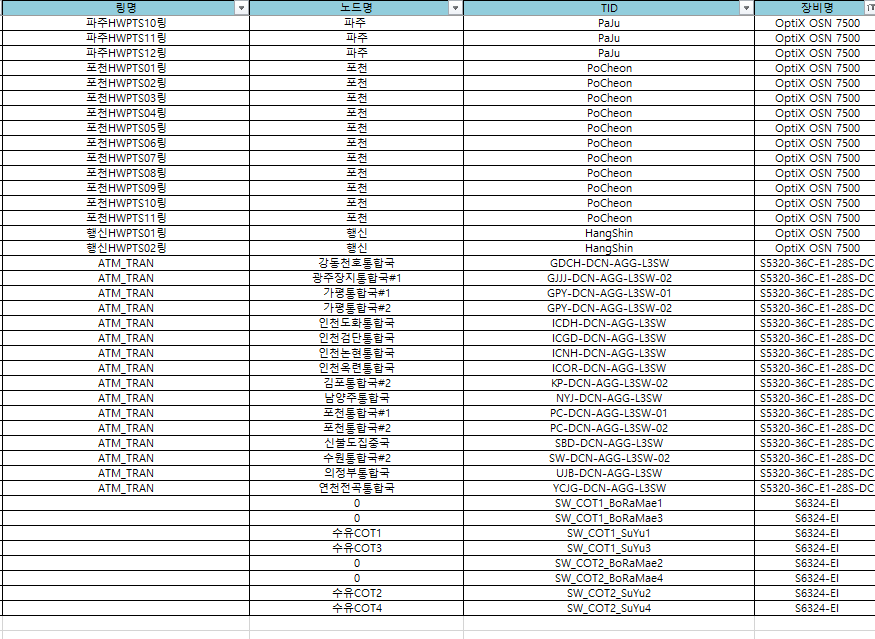 링명 노드명 TID 장비명
파주HWPTS10링 파주 PaJu OptiX OSN 7500
파주HWPTS11링 파주 PaJu OptiX OSN 7500
파주HWPTS12링 파주 PaJu OptiX OSN 7500
포천HWPTS01링 포천 PoCheon OptiX OSN 7500
포천HWPTS02링 포천 PoCheon OptiX OSN 7500
포천HWPTS03링 포천 PoCheon OptiX OSN 7500
포천HWPTS04링 포천 PoCheon OptiX OSN 7500
포천HWPTS05링 포천 PoCheon OptiX OSN 7500
포천HWPTS06링 포천 PoCheon OptiX OSN 7500
포천HWPTS07링 포천 PoCheon OptiX OSN 7500
포천HWPTS08링 포천 PoCheon OptiX OSN 7500
포천HWPTS09링 포천 PoCheon OptiX OSN 7500
포천HWPTS10링 포천 PoCheon OptiX OSN 7500
포천HWPTS11링 포천 PoCheon OptiX OSN 7500
행신HWPTS01링 행신 HangShin OptiX OSN 7500
행신HWPTS02링 행신 HangShin OptiX OSN 7500
ATM_TRAN 강동천호통합국 GDCH-DCN-AGG-L3SW S5320-36C-E1-28S-DC
ATM_TRAN 광주장지통합국#1 GJJJ-DCN-AGG-L3SW-02 S5320-36C-E1-28S-DC
ATM_TRAN 가평통합국#1 GPY-DCN-AGG-L3SW-01 S5320-36C-E1-28S-DC
ATM_TRAN 가평통합국#2 GPY-DCN-AGG-L3SW-02 S5320-36C-E1-28S-DC
ATM_TRAN 인천도화통합국 ICDH-DCN-AGG-L3SW S5320-36C-E1-28S-DC
ATM_TRAN 인천검단통합국 ICGD-DCN-AGG-L3SW S5320-36C-E1-28S-DC
ATM_TRAN 인천논현통합국 ICNH-DCN-AGG-L3SW S5320-36C-E1-28S-DC
ATM_TRAN 인천옥련통합국 ICOR-DCN-AGG-L3SW S5320-36C-E1-28S-DC
ATM_TRAN 김포통합국#2 KP-DCN-AGG-L3SW-02 S5320-36C-E1-28S-DC
ATM_TRAN 남양주통합국 NYJ-DCN-AGG-L3SW S5320-36C-E1-28S-DC
ATM_TRAN 포천통합국#1 PC-DCN-AGG-L3SW-01 S5320-36C-E1-28S-DC
ATM_TRAN 포천통합국#2 PC-DCN-AGG-L3SW-02 S5320-36C-E1-28S-DC
ATM_TRAN 신불도집중국 SBD-DCN-AGG-L3SW S5320-36C-E1-28S-DC
ATM_TRAN 수원통합국#2 SW-DCN-AGG-L3SW-02 S5320-36C-E1-28S-DC
ATM_TRAN 의정부통합국 UJB-DCN-AGG-L3SW S5320-36C-E1-28S-DC
ATM_TRAN 연천전곡통합국 YCJG-DCN-AGG-L3SW S5320-36C-E1-28S-DC
0 SW_COT1_BoRaMae1 S6324-EI
0 SW_COT1_BoRaMae3 S6324-EI
수유COT1 SW_COT1_SuYu1 S6324-EI
수유COT3 SW_COT1_SuYu3 S6324-EI
0 SW_COT2_BoRaMae2 S6324-EI
0 SW_COT2_BoRaMae4 S6324-EI
수유COT2 SW_COT2_SuYu2 S6324-EI
수유COT4 SW_COT2_SuYu4 S6324-EI